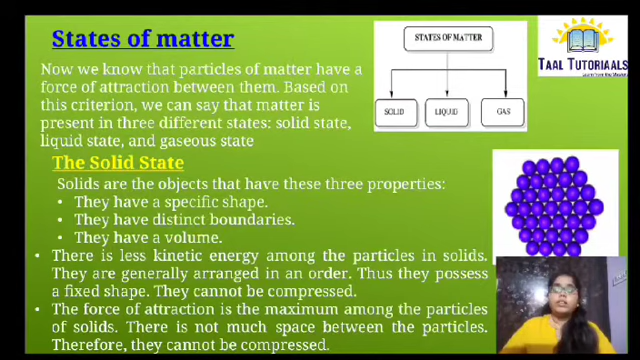 States of matter
Now we know that particles of matter have a
force of attraction between them. Based on
this criterion, we can say that matter is
present in three different states: solid state,
liquid state, and gaseous state
STATES OF MATTER
SOLID
LIQUID
GAS
TAAL TUTORIAALS
Learn from the Masters
The Solid State
Solids are the objects that have these three properties:
• They have a specific shape.
• They have distinct boundaries.
• They have a volume.
• There is less kinetic energy among the particles in solids.
They are generally arranged in an order. Thus they possess
a fixed shape. They cannot be compressed.
• The force of attraction is the maximum among the particles
of solids. There is not much space between the particles.
Therefore, they cannot be compressed.